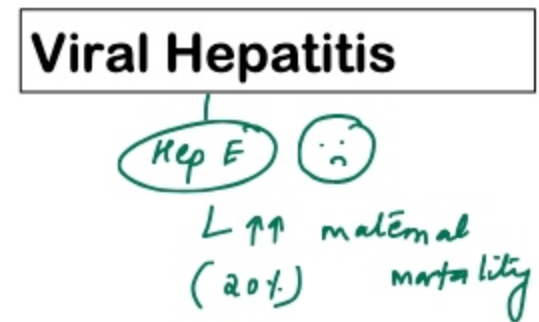 Viral Hepatitis
Hep E
↑↑ maternal
(20%) mortality